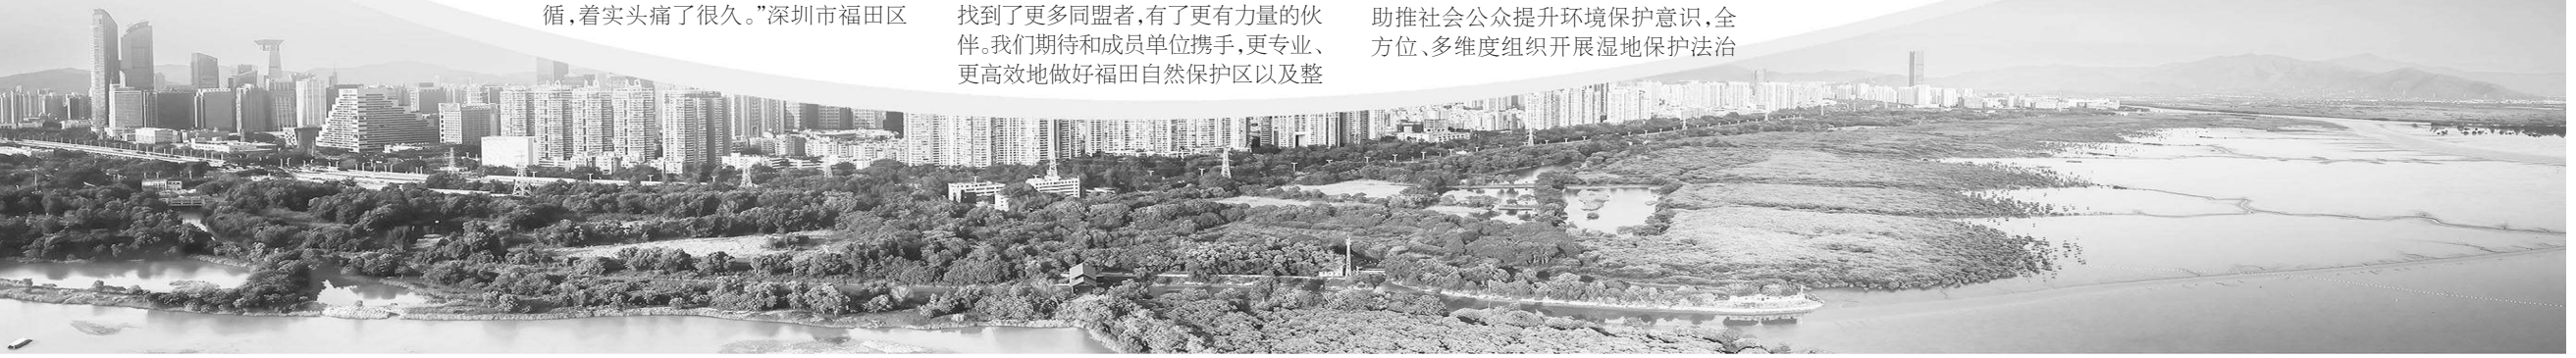 循，着实头痛了很久。”深圳市福田区
找到了更多同盟者，有了更有力量的伙
伴。我们期待和成员单位携手，更专业、
更高效地做好福田自然保护区以及整
助推社会公众提升环境保护意识，全
方位、多维度组织开展湿地保护法治